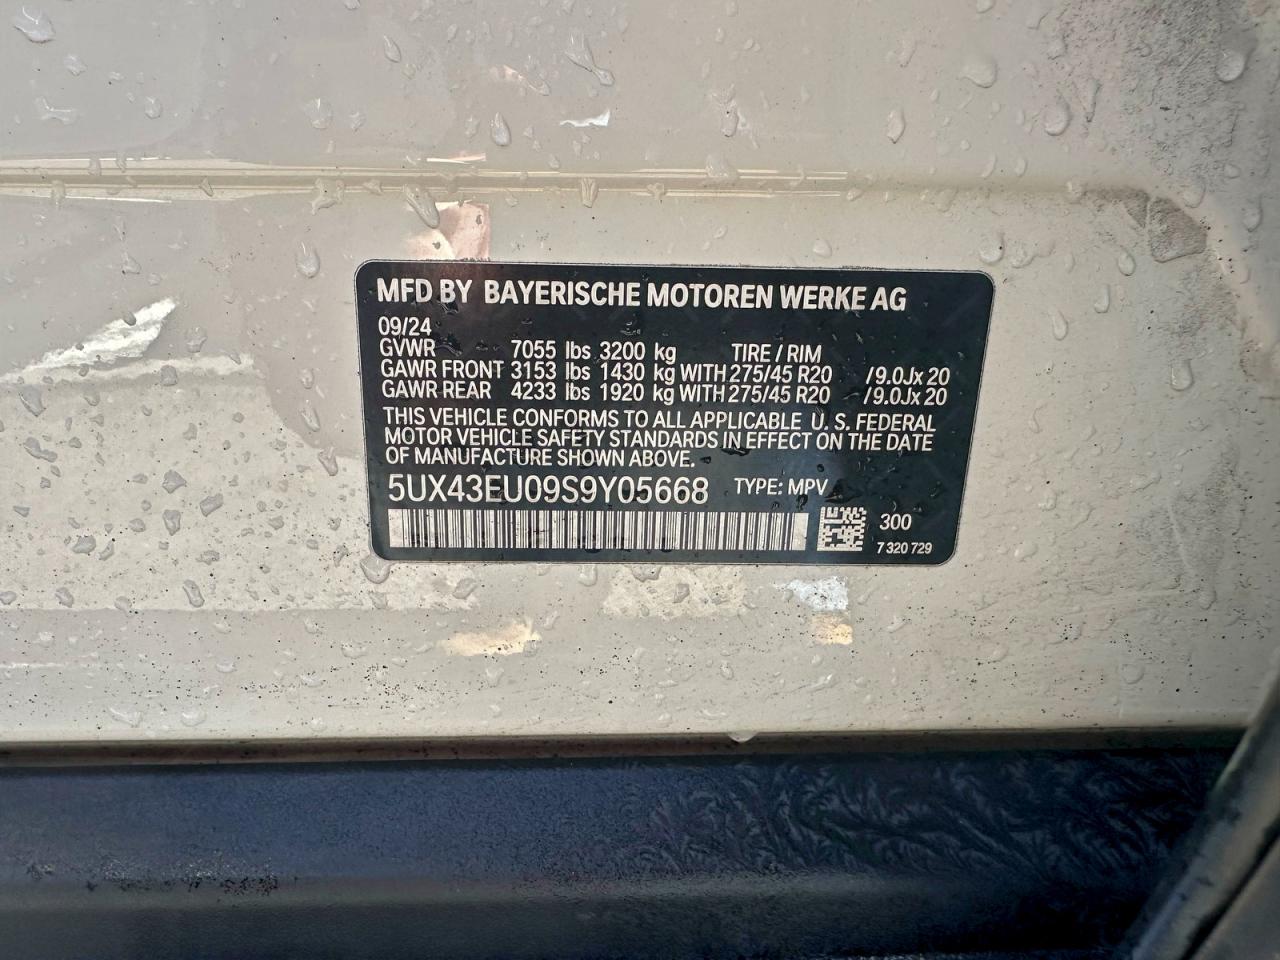 MFD BY BAYERISCHE MOTOREN WERKE AG
09/24
GVWR 7055 lbs 3200 kg TIRE / RIM
GAWR FRONT 3153 lbs 1430 kg WITH 275/45 R20 /9.0Jx 20
GAWR REAR 4233 lbs 1920 kg WITH 275/45 R20 /9.0Jx 20
THIS VEHICLE CONFORMS TO ALL APPLICABLE U. S. FEDERAL
MOTOR VEHICLE SAFETY STANDARDS IN EFFECT ON THE DATE
OF MANUFACTURE SHOWN ABOVE.
5UX43EU09S9Y05668 TYPE: MPV
300
7 320 729